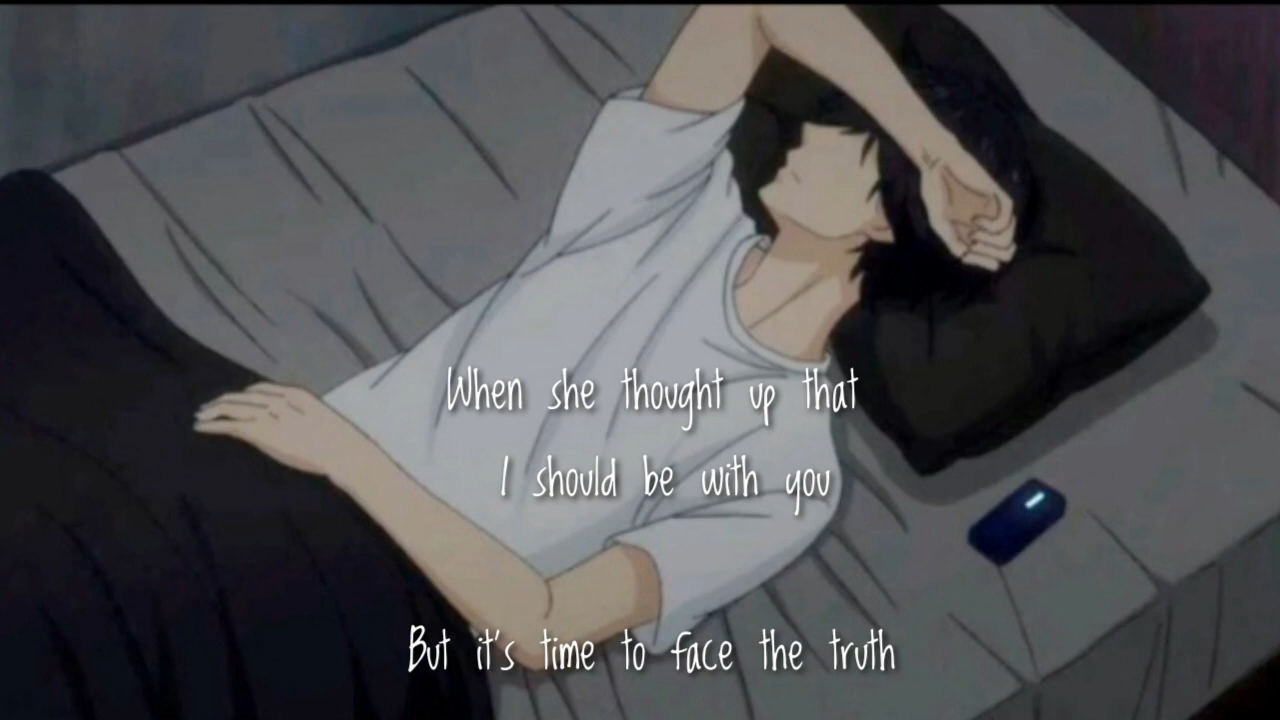 When she thought up that
I should be with you
But it's time to face the truth